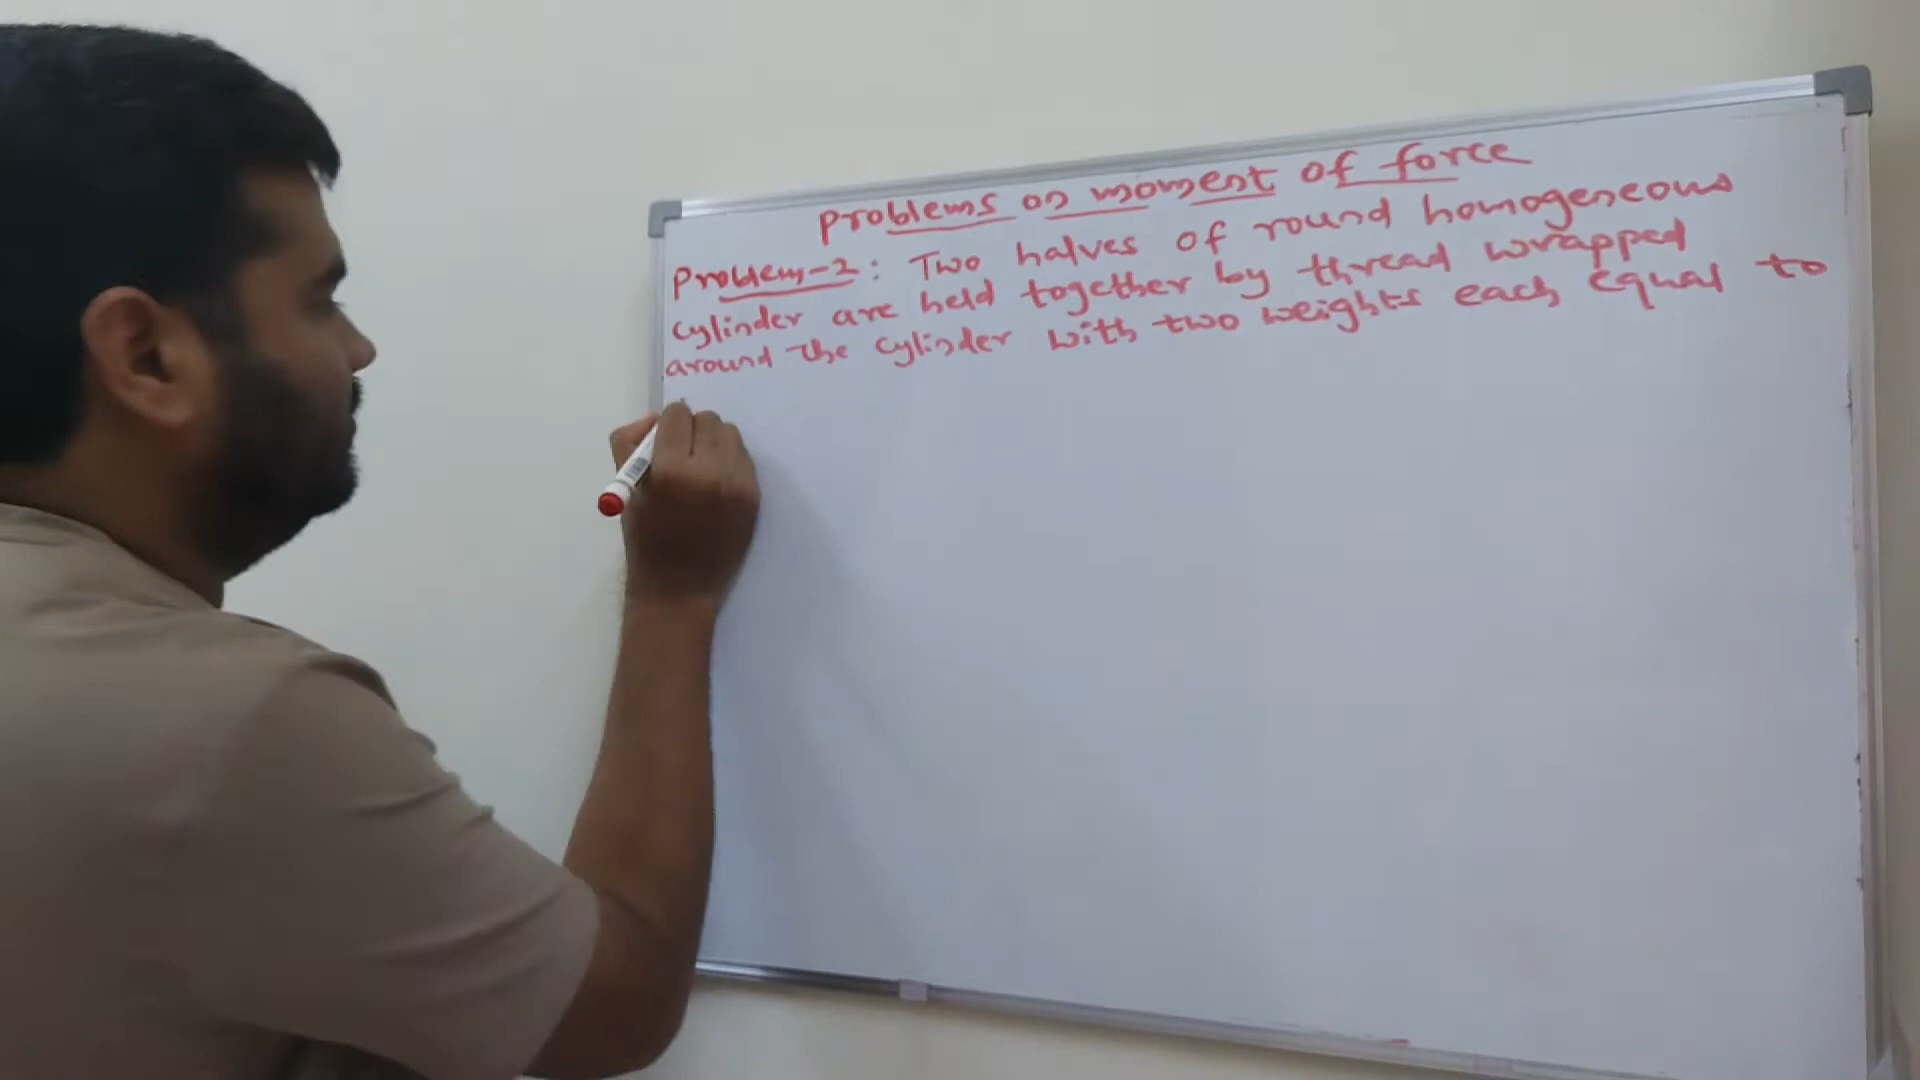 Problems on moment of force
Problem-2: Two halves of round homogeneous
cylinder are held together by thread wrapped
around the cylinder with two weights each equal to